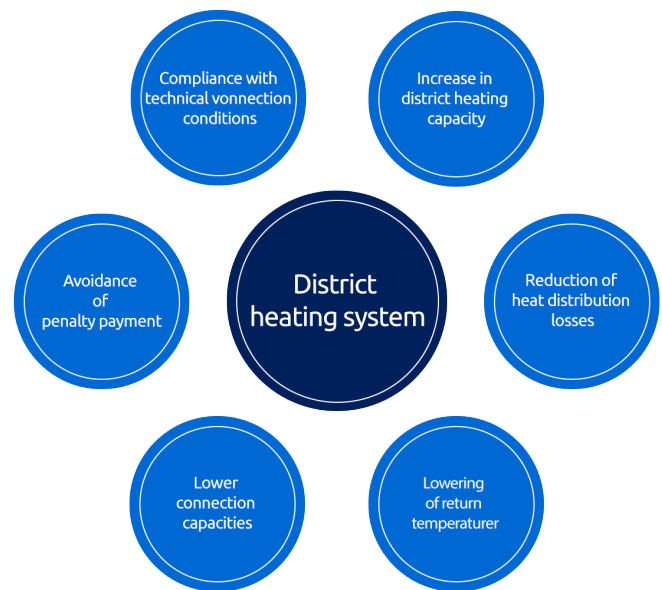 Compliance with
technical vonnection
conditions
Increase in
district heating
capacity
Avoidance
of
penalty payment
District
heating system
Reduction of
heat distribution
losses
Lower
connection
capacities
Lowering
of return
temperaturer